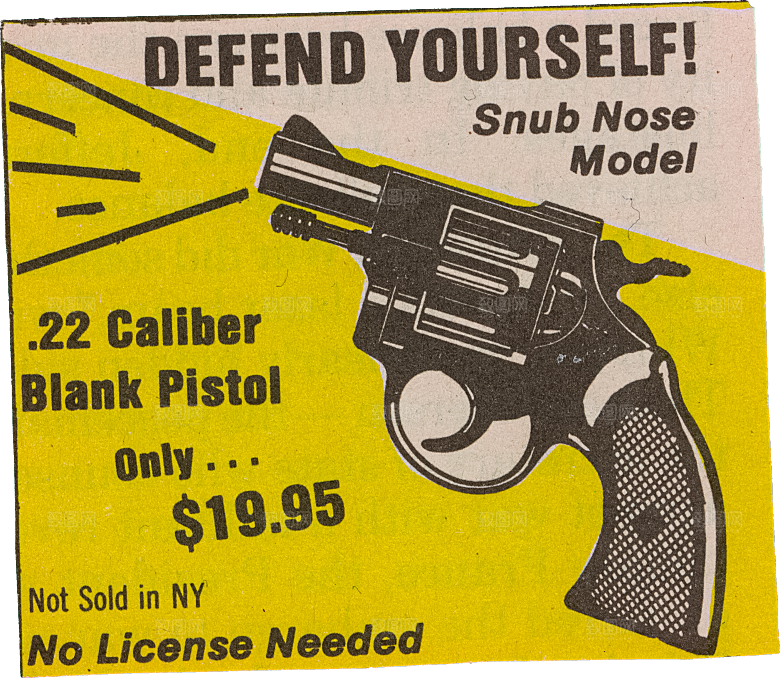 DEFEND YOURSELF!
Snub Nose
Model
.22 Caliber
Blank Pistol
Only . . .
$19.95
Not Sold in NY
No License Needed